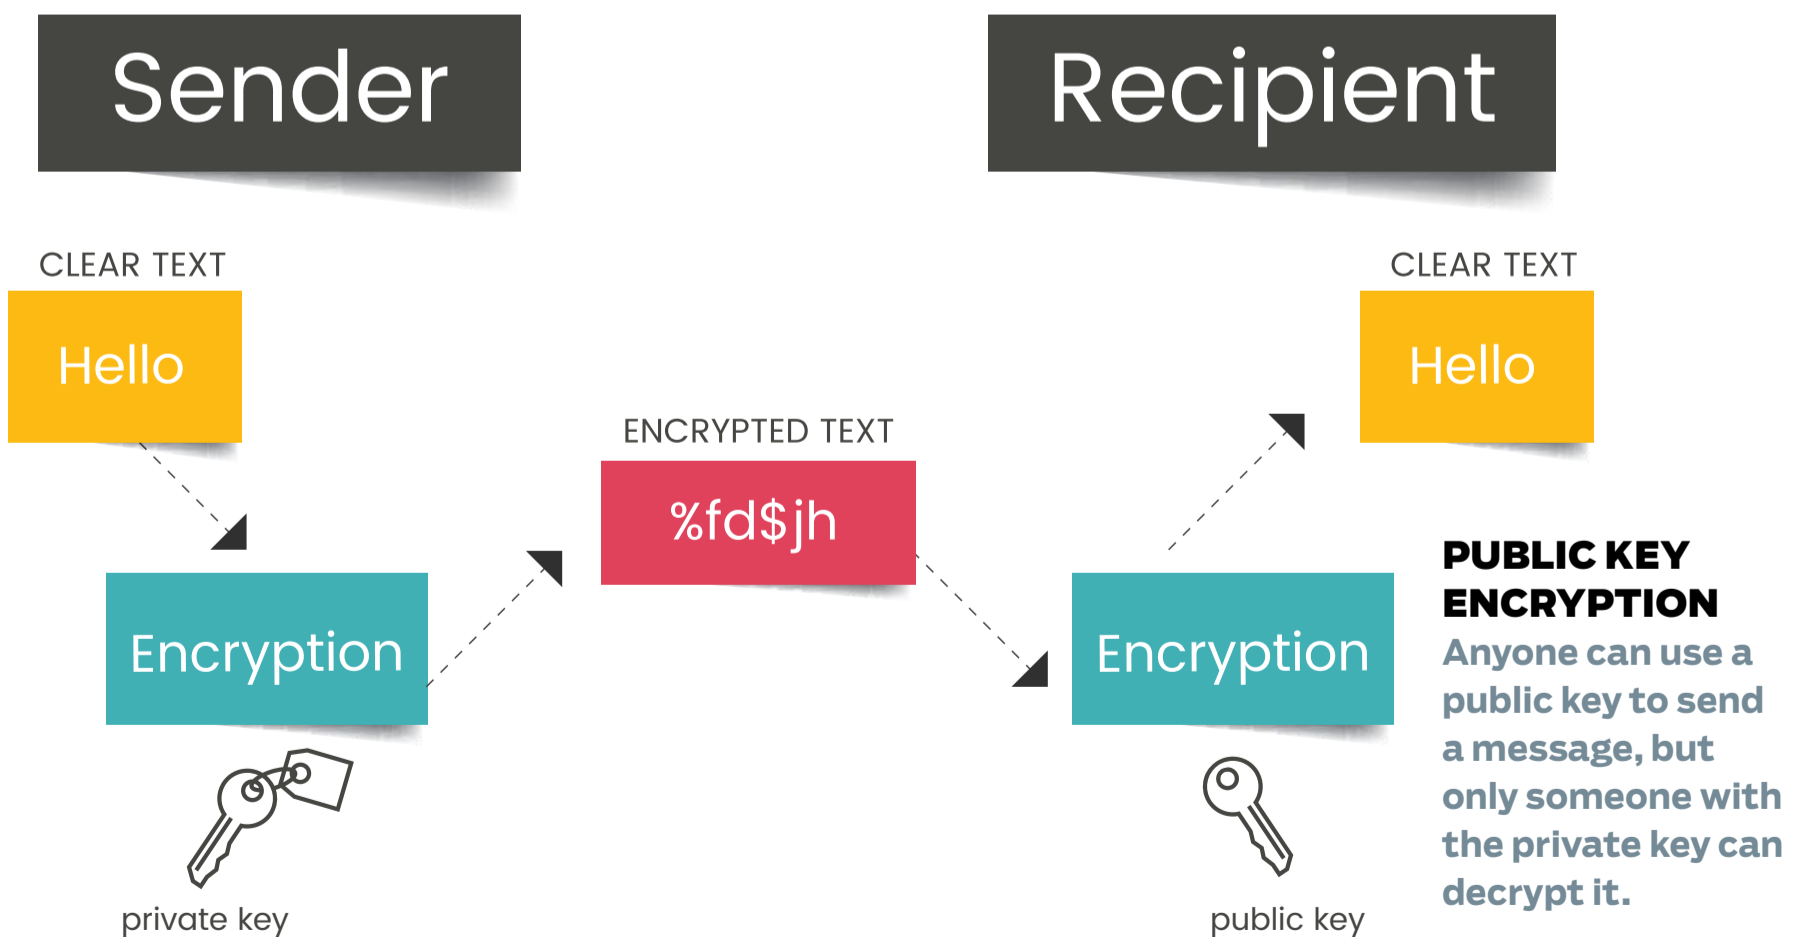 Sender
Recipient
CLEAR TEXT
Hello
CLEAR TEXT
Hello
ENCRYPTED TEXT
%fd$jh
Encryption
private key
Encryption
public key
PUBLIC KEY
ENCRYPTION
Anyone can use a
public key to send
a message, but
only someone with
the private key can
decrypt it.